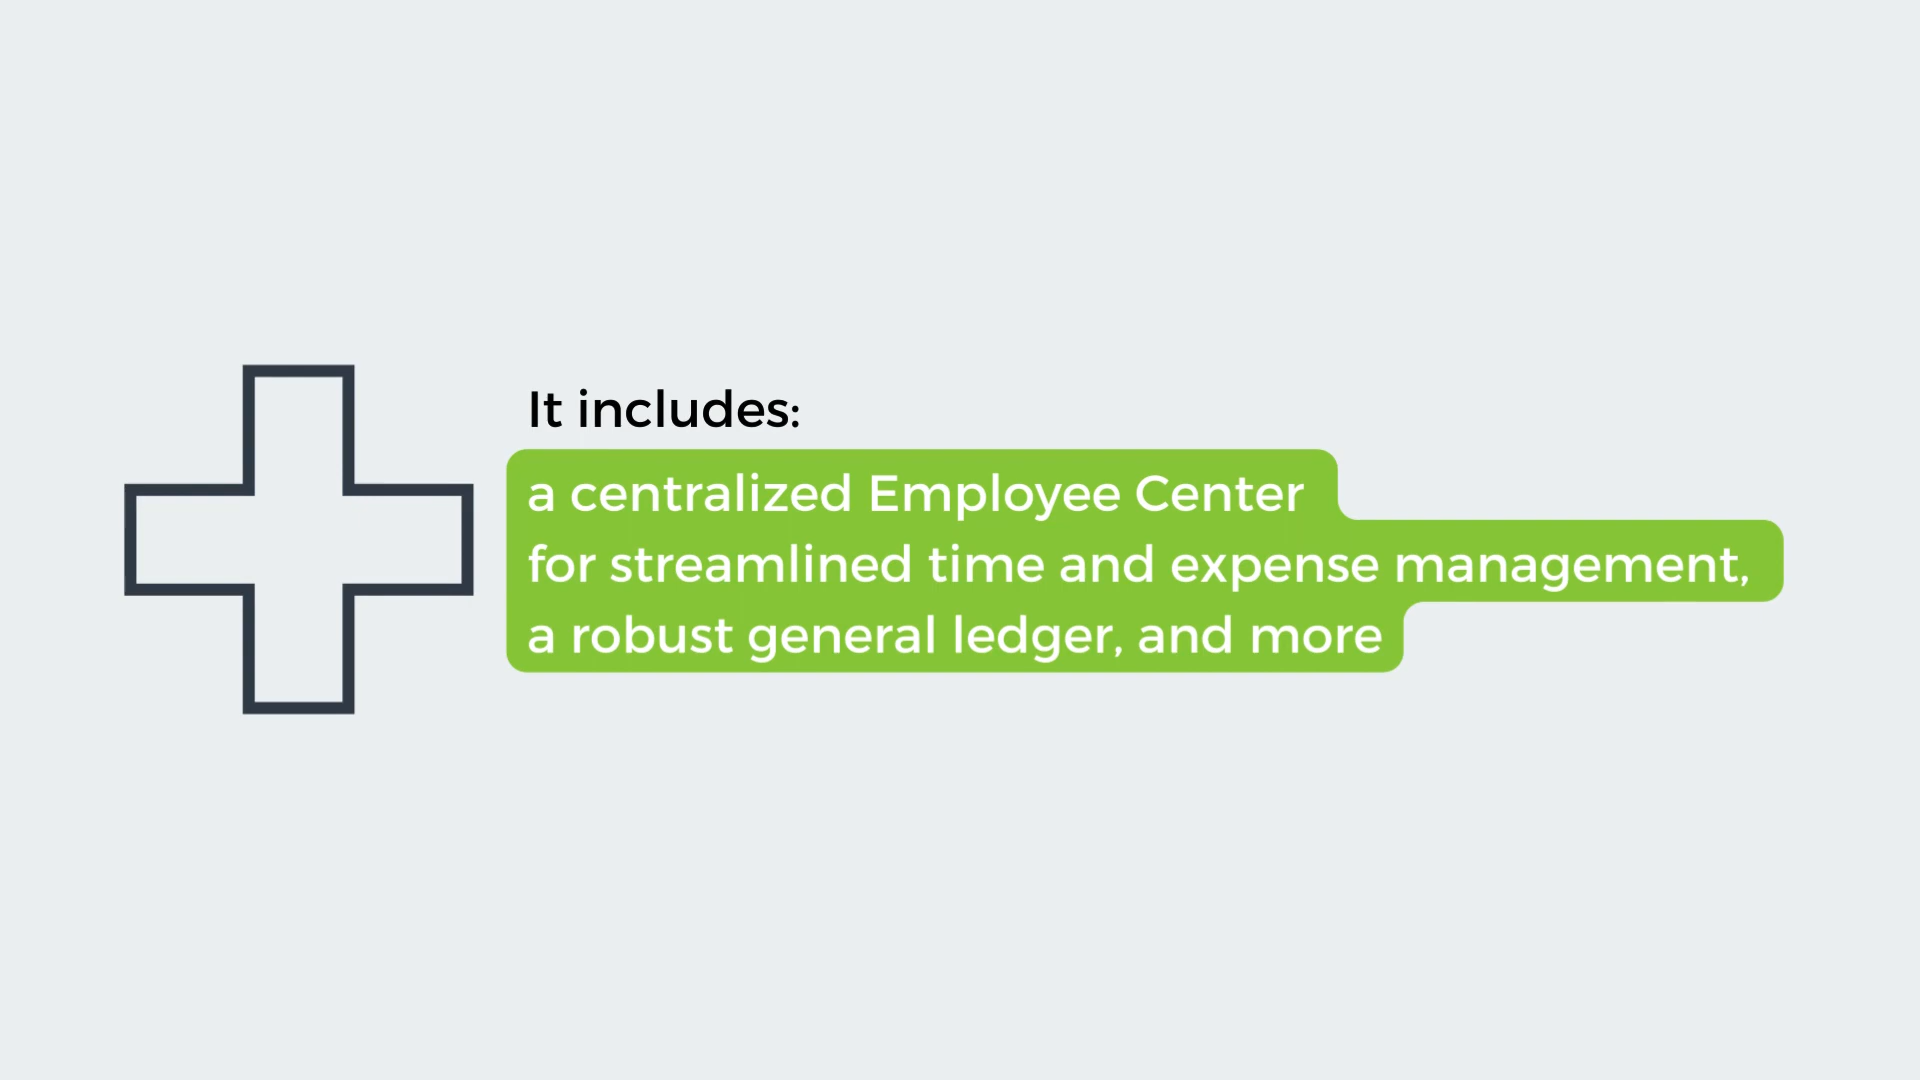 It includes:
a centralized Employee Center
for streamlined time and expense management,
a robust general ledger, and more